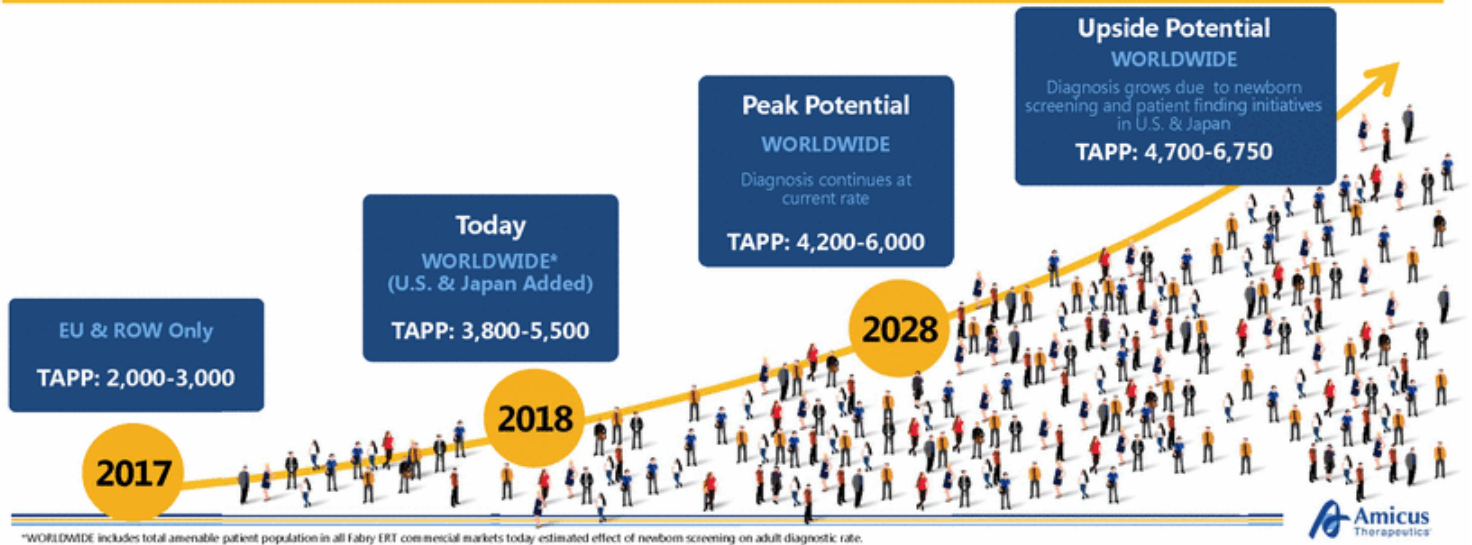 Upside Potential
WORLDWIDE
Diagnosis grows due to newborn
screening and patient finding initiatives
in U.S. & Japan
TAPP: 4,700-6,750
Peak Potential
WORLDWIDE
Diagnosis continues at
current rate
TAPP: 4,200-6,000
Today
WORLDWIDE*
(U.S. & Japan Added)
TAPP: 3,800-5,500
EU & ROW Only
TAPP: 2,000-3,000
2017
2018
2028
Amicus
Therapeutics®
*WORLDWIDE includes total amenable patient population in all Fabry ERT commercial markets today estimated effect of newborn screening on adult diagnostic rate.